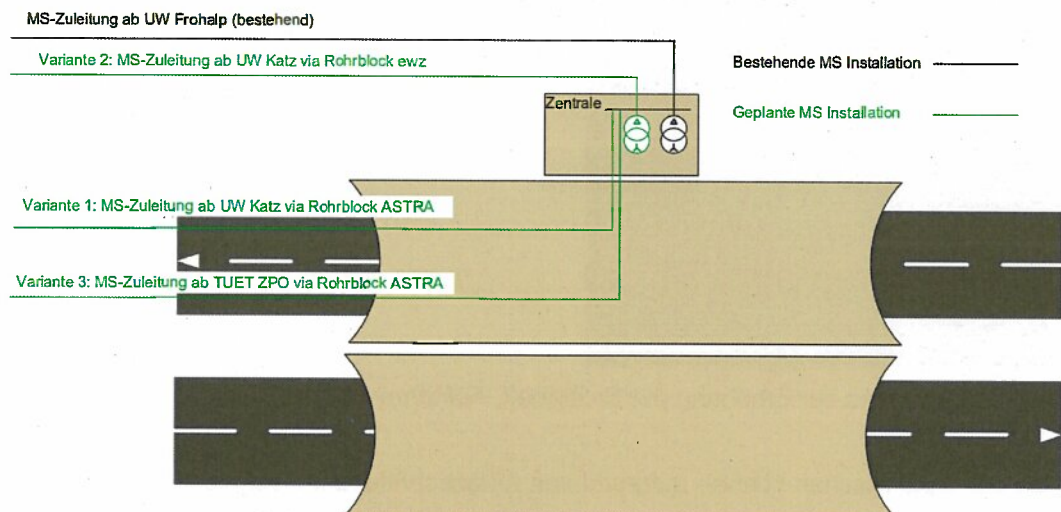 MS-Zuleitung ab UW Frohalp (bestehend)
Variante 2: MS-Zuleitung ab UW Katz via Rohrblock ewz
Bestehende MS Installation
Zentrale
Geplante MS Installation
Variante 1: MS-Zuleitung ab UW Katz via Rohrblock ASTRA
Variante 3: MS-Zuleitung ab TUET ZPO via Rohrblock ASTRA